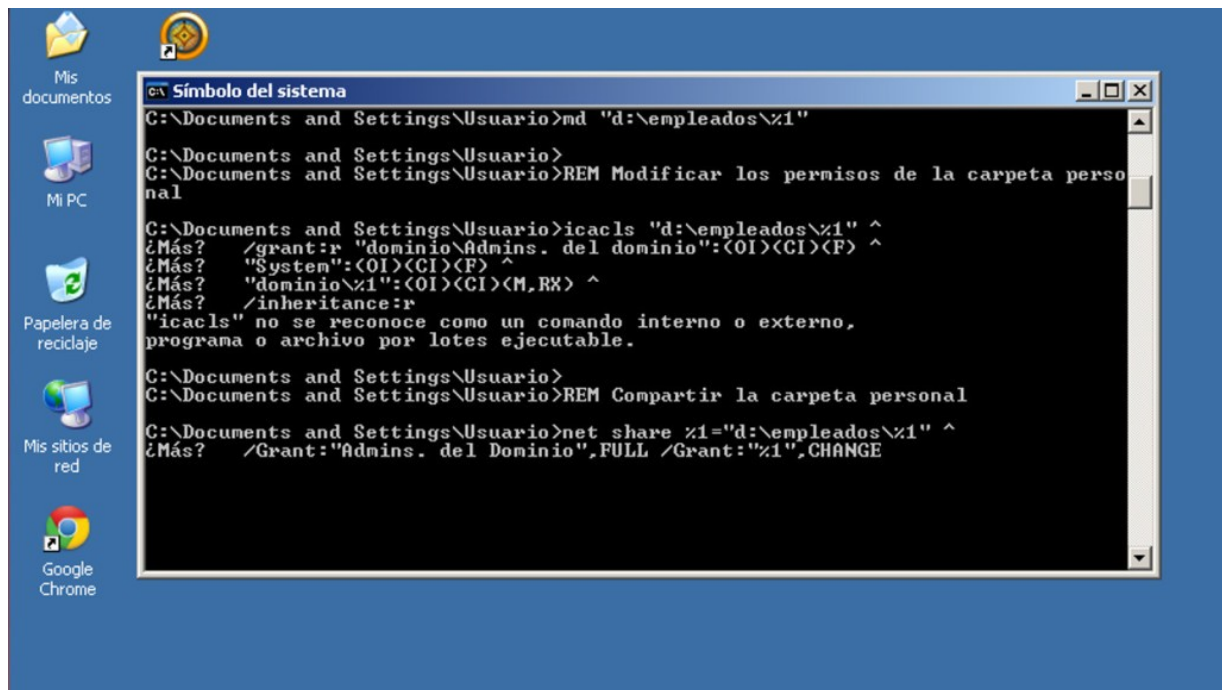 Mis
documentos
Mi PC
Papelera de
reciclaje
Mis sitios de
red
Google
Chrome
C:\ Símbolo del sistema
C:\Documents and Settings\Usuario>md "d:\empleados\%1"
C:\Documents and Settings\Usuario>
C:\Documents and Settings\Usuario>REM Modificar los permisos de la carpeta perso
nal
C:\Documents and Settings\Usuario>icacls "d:\empleados\%1" ^
¿Más?   /grant:r "dominio\Admins. del dominio":(OI)(CI)(F) ^
¿Más?   "System":(OI)(CI)(F) ^
¿Más?   "dominio\%1":(OI)(CI)(M,RX) ^
¿Más?   /inheritance:r
"icacls" no se reconoce como un comando interno o externo,
programa o archivo por lotes ejecutable.
C:\Documents and Settings\Usuario>
C:\Documents and Settings\Usuario>REM Compartir la carpeta personal
C:\Documents and Settings\Usuario>net share %1="d:\empleados\%1" ^
¿Más?   /Grant:"Admins. del Dominio",FULL /Grant:"%1",CHANGE